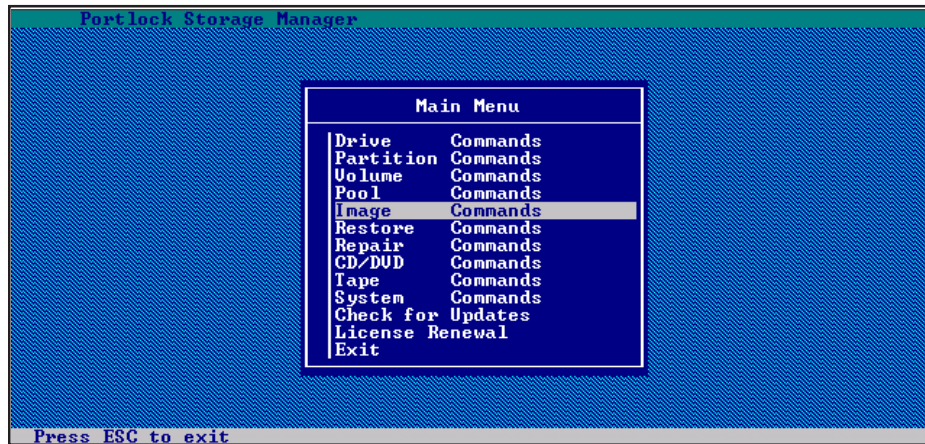 Portlock Storage Manager
Main Menu
Drive Commands
Partition Commands
Volume Commands
Pool Commands
Image Commands
Restore Commands
Repair Commands
CD/DVD Commands
Tape Commands
System Commands
Check for Updates
License Renewal
Exit
Press ESC to exit